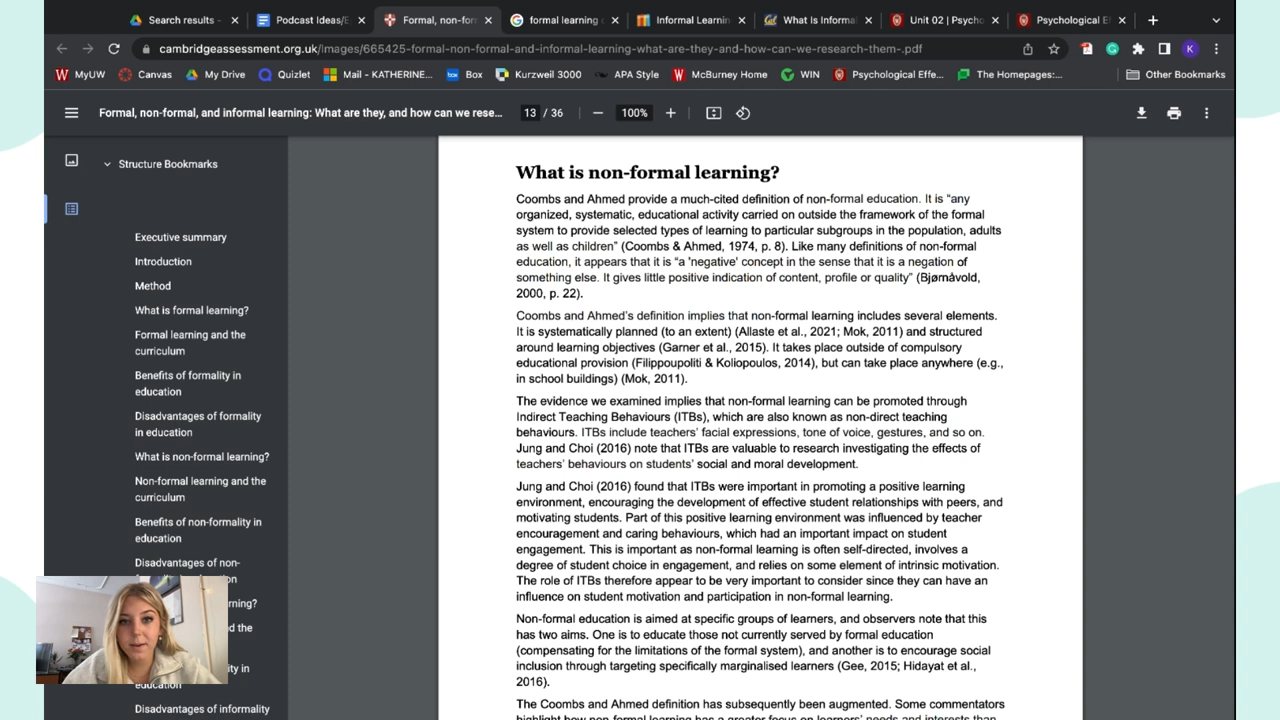 Search results -
Podcast Ideas/E
Formal, non-for
formal learning
Informal Learnin
What Is Informa
Unit 02 | Psycho
Psychological E
cambridgeassessment.org.uk/Images/665425-formal-non-formal-and-informal-learning-what-are-they-and-how-can-we-research-them-.pdf
K
MyUW
Canvas
My Drive
Quizlet
Mail - KATHERINE...
Box
Kurzweil 3000
APA Style
McBurney Home
WIN
Psychological Effe...
The Homepages:...
Other Bookmarks
Formal, non-formal, and informal learning: What are they, and how can we rese...
13 / 36
100%
Structure Bookmarks
Executive summary
Introduction
Method
What is formal learning?
Formal learning and the
curriculum
Benefits of formality in
education
Disadvantages of formality
in education
What is non-formal learning?
Non-formal learning and the
curriculum
Benefits of non-formality in
education
Disadvantages of non-
on
rning?
d the
ity in
education
Disadvantages of informality
What is non-formal learning?
Coombs and Ahmed provide a much-cited definition of non-formal education. It is “any
organized, systematic, educational activity carried on outside the framework of the formal
system to provide selected types of learning to particular subgroups in the population, adults
as well as children” (Coombs & Ahmed, 1974, p. 8). Like many definitions of non-formal
education, it appears that it is “a 'negative' concept in the sense that it is a negation of
something else. It gives little positive indication of content, profile or quality” (Bjørnåvold,
2000, p. 22).
Coombs and Ahmed’s definition implies that non-formal learning includes several elements.
It is systematically planned (to an extent) (Allaste et al., 2021; Mok, 2011) and structured
around learning objectives (Garner et al., 2015). It takes place outside of compulsory
educational provision (Filippoupoliti & Koliopoulos, 2014), but can take place anywhere (e.g.,
in school buildings) (Mok, 2011).
The evidence we examined implies that non-formal learning can be promoted through
Indirect Teaching Behaviours (ITBs), which are also known as non-direct teaching
behaviours. ITBs include teachers’ facial expressions, tone of voice, gestures, and so on.
Jung and Choi (2016) note that ITBs are valuable to research investigating the effects of
teachers’ behaviours on students’ social and moral development.
Jung and Choi (2016) found that ITBs were important in promoting a positive learning
environment, encouraging the development of effective student relationships with peers, and
motivating students. Part of this positive learning environment was influenced by teacher
encouragement and caring behaviours, which had an important impact on student
engagement. This is important as non-formal learning is often self-directed, involves a
degree of student choice in engagement, and relies on some element of intrinsic motivation.
The role of ITBs therefore appear to be very important to consider since they can have an
influence on student motivation and participation in non-formal learning.
Non-formal education is aimed at specific groups of learners, and observers note that this
has two aims. One is to educate those not currently served by formal education
(compensating for the limitations of the formal system), and another is to encourage social
inclusion through targeting specifically marginalised learners (Gee, 2015; Hidayat et al.,
2016).
The Coombs and Ahmed definition has subsequently been augmented. Some commentators
highlight how non-formal learning has a greater focus on learners’ needs and interests than